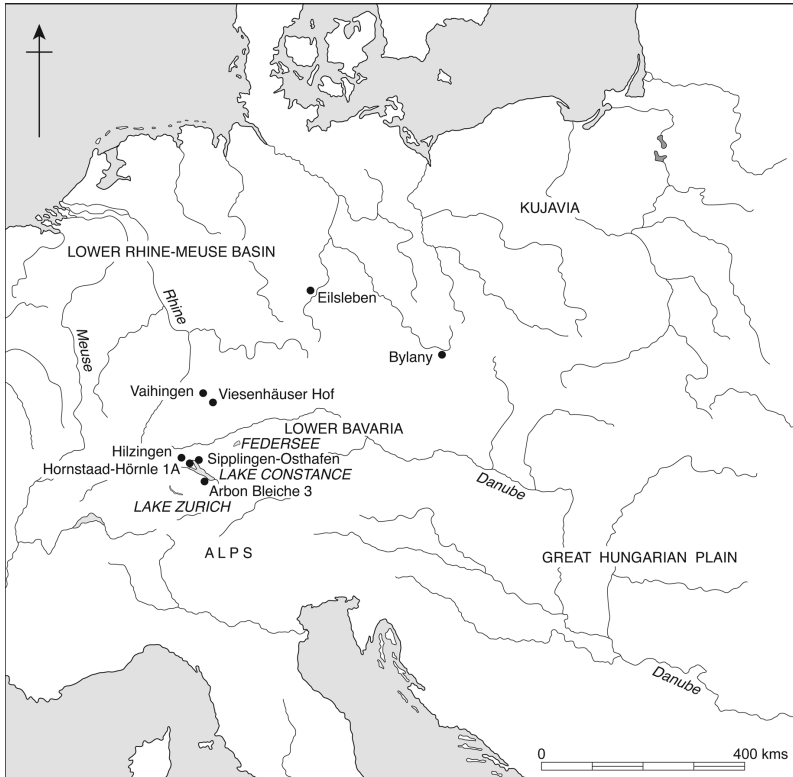 KUJAVIA
LOWER RHINE-MEUSE BASIN
Eilsleben
Rhine
Meuse
Bylany
Vaihingen
Viesenhäuser Hof
LOWER BAVARIA
FEDERSEE
Hilzingen
Sipplingen-Osthafen
Hornstaad-Hörnle 1A
LAKE CONSTANCE
Arbon Bleiche 3
Danube
LAKE ZURICH
ALPS
GREAT HUNGARIAN PLAIN
Danube
0 400 kms